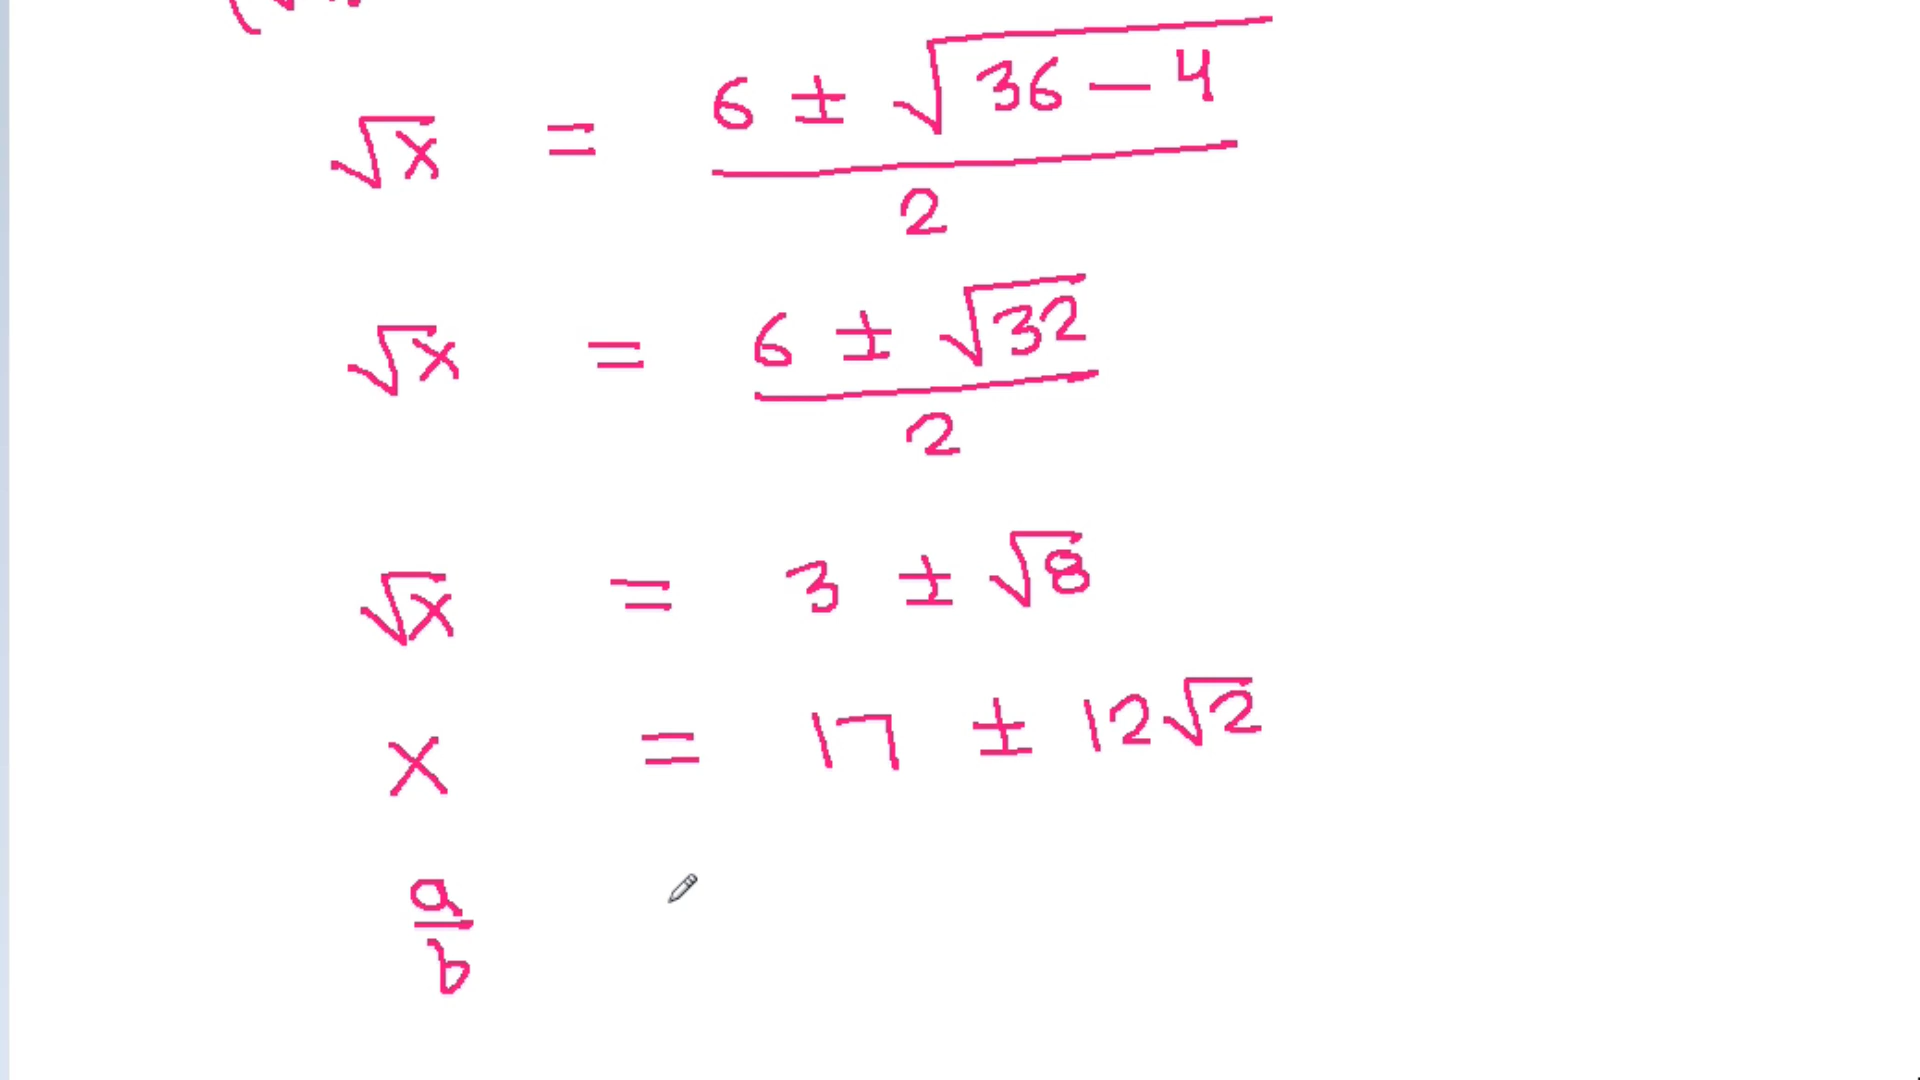 √x = (6 ± √(36 − 4))/2
√x = (6 ± √32)/2
√x = 3 ± √8
x = 17 ± 12√2
a/b